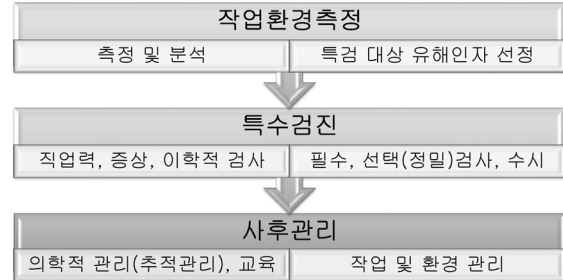 작업환경측정
측정 및 분석 특검 대상 유해인자 선정
특수검진
직업력, 증상, 이학적 검사 필수, 선택(정밀)검사, 수시
사후관리
의학적 관리(추적관리), 교육 작업 및 환경 관리